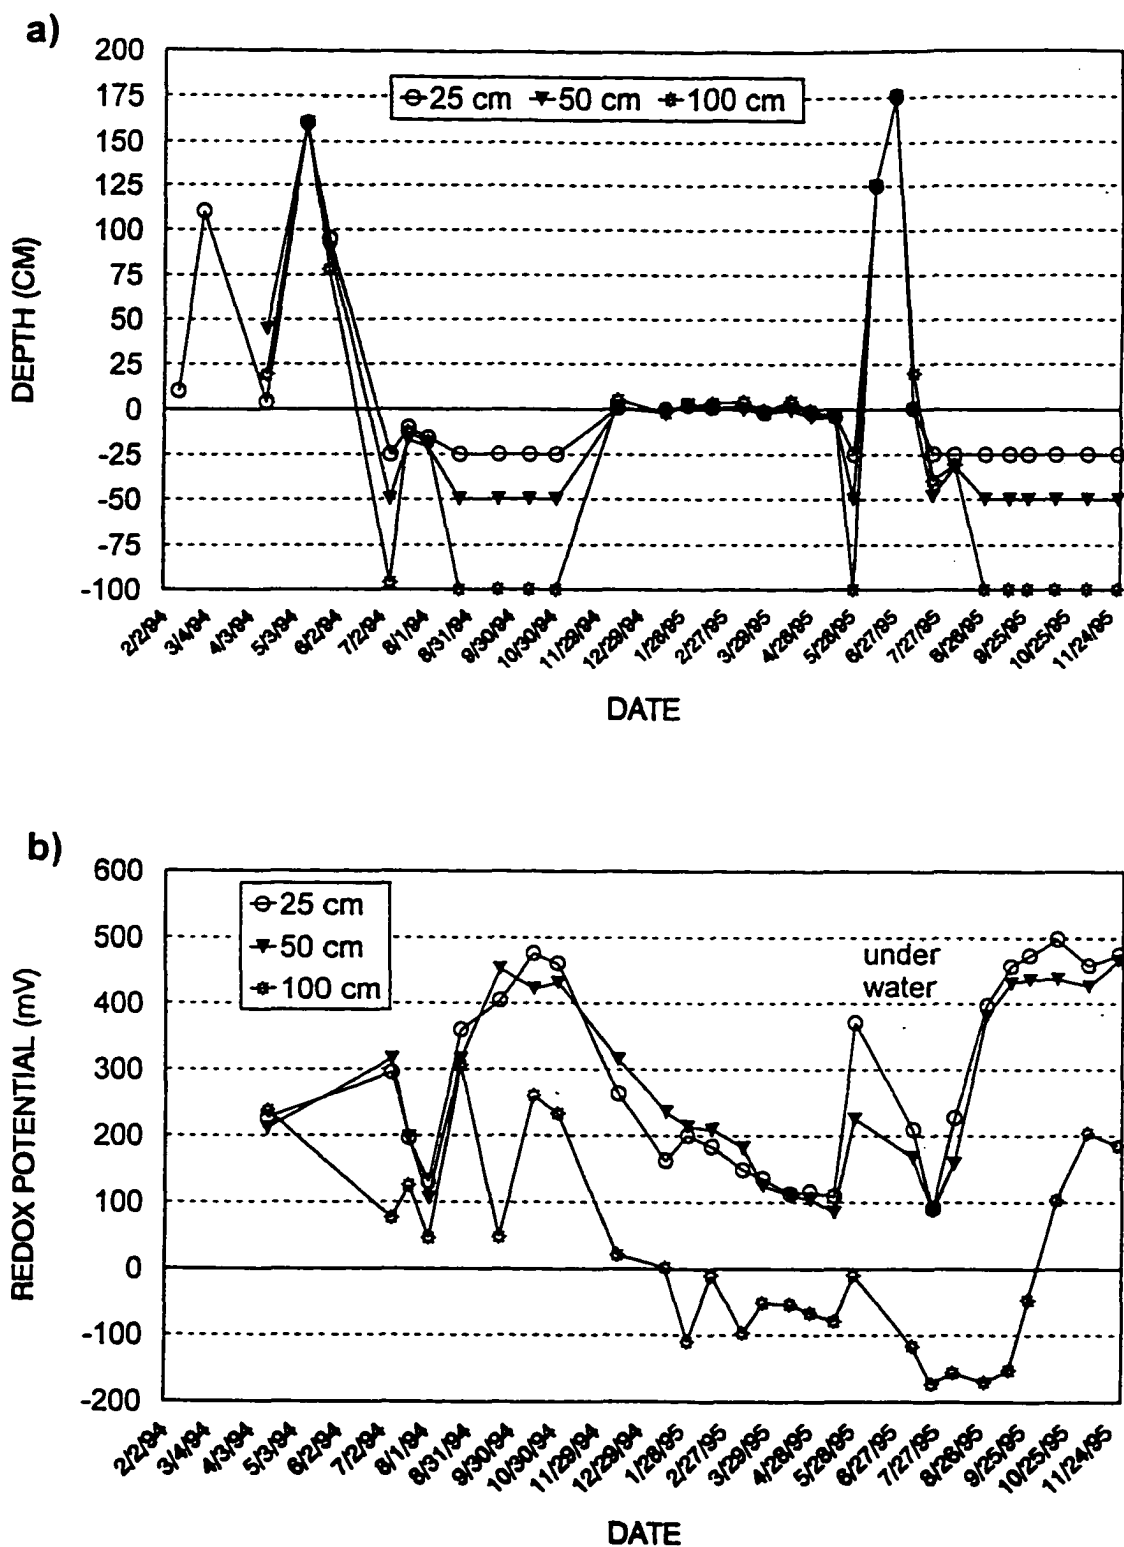 a)
200
175
150
125
100
75
50
25
0
-25
-50
-75
-100
DEPTH (CM)
25 cm 50 cm 100 cm
2/2/94 3/4/94 4/3/94 5/3/94 6/2/94 7/2/94 8/1/94 8/31/94 9/30/94 10/30/94 11/29/94 12/29/94 1/28/95 2/27/95 3/29/95 4/28/95 5/28/95 6/27/95 7/27/95 8/26/95 9/25/95 10/25/95 11/24/95
DATE
b)
600
500
400
300
200
100
0
-100
-200
REDOX POTENTIAL (mV)
25 cm
50 cm
100 cm
under
water
2/2/94 3/4/94 4/3/94 5/3/94 6/2/94 7/2/94 8/1/94 8/31/94 9/30/94 10/30/94 11/29/94 12/29/94 1/28/95 2/27/95 3/29/95 4/28/95 5/28/95 6/27/95 7/27/95 8/26/95 9/25/95 10/25/95 11/24/95
DATE